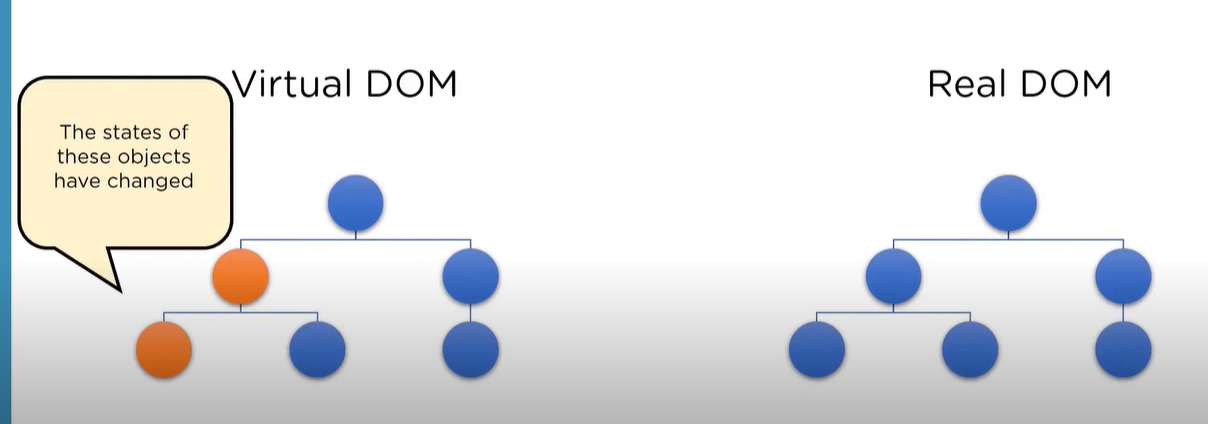 Virtual DOM
Real DOM
The states of
these objects
have changed